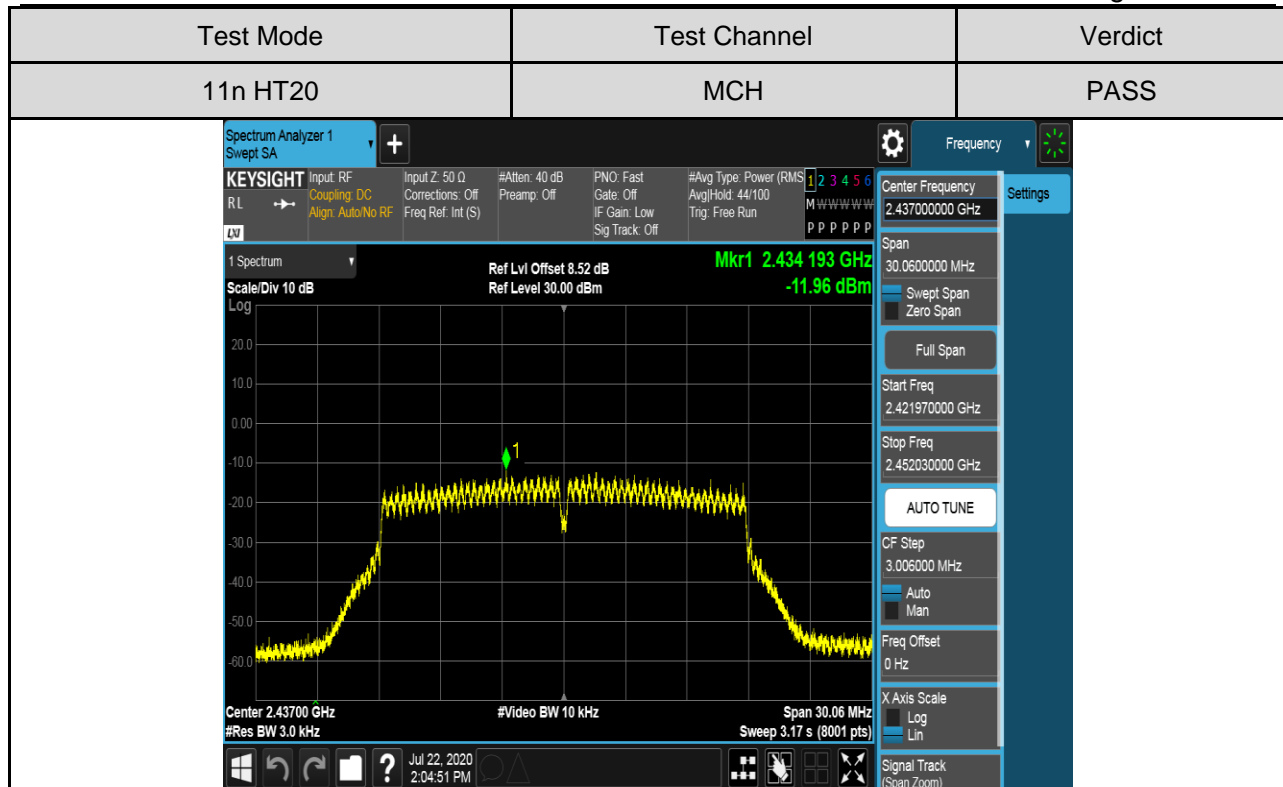 Test Mode Test Channel Verdict
11n HT20 MCH PASS
Spectrum Analyzer 1
Swept SA
Frequency
KEYSIGHT
R L
LXI
Input: RF
Coupling: DC
Align: Auto/No RF
Input Z: 50 Ω
Corrections: Off
Freq Ref: Int (S)
#Atten: 40 dB
Preamp: Off
PNO: Fast
Gate: Off
IF Gain: Low
Sig Track: Off
#Avg Type: Power (RMS
Avg|Hold: 44/100
Trig: Free Run
1 2 3 4 5 6
M W W W W W
P P P P P P
1 Spectrum
Scale/Div 10 dB
Ref Lvl Offset 8.52 dB
Ref Level 30.00 dBm
Mkr1 2.434 193 GHz
-11.96 dBm
Log
20.0
10.0
0.00
-10.0
-20.0
-30.0
-40.0
-50.0
-60.0
1
Center 2.43700 GHz
#Res BW 3.0 kHz
#Video BW 10 kHz
Span 30.06 MHz
Sweep 3.17 s (8001 pts)
Jul 22, 2020
2:04:51 PM
Center Frequency
2.437000000 GHz
Span
30.0600000 MHz
Swept Span
Zero Span
Full Span
Start Freq
2.421970000 GHz
Stop Freq
2.452030000 GHz
AUTO TUNE
CF Step
3.006000 MHz
Auto
Man
Freq Offset
0 Hz
X Axis Scale
Log
Lin
Signal Track
(Span Zoom)
Settings